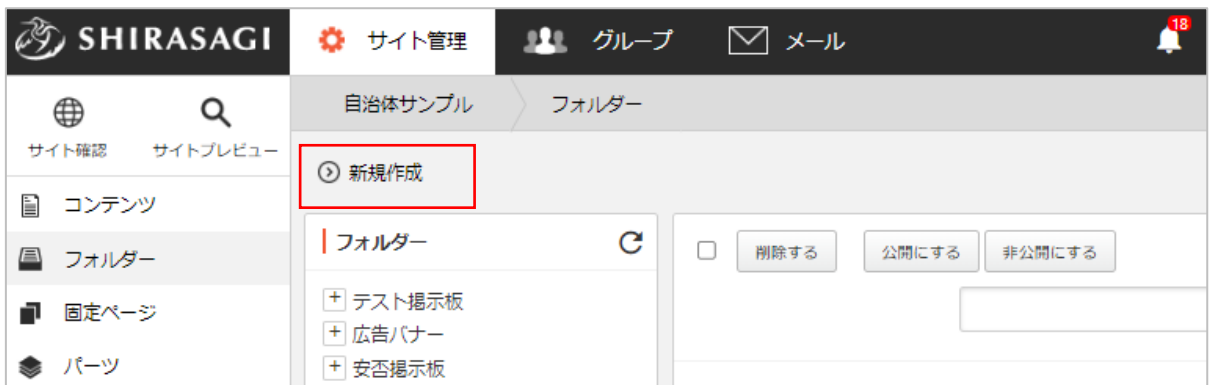 SHIRASAGI サイト管理 グループ メール 18
サイト確認 サイトプレビュー
自治体サンプル フォルダー
新規作成
コンテンツ
フォルダー
固定ページ
パーツ
フォルダー
テスト掲示板
広告バナー
安否掲示板
削除する 公開にする 非公開にする